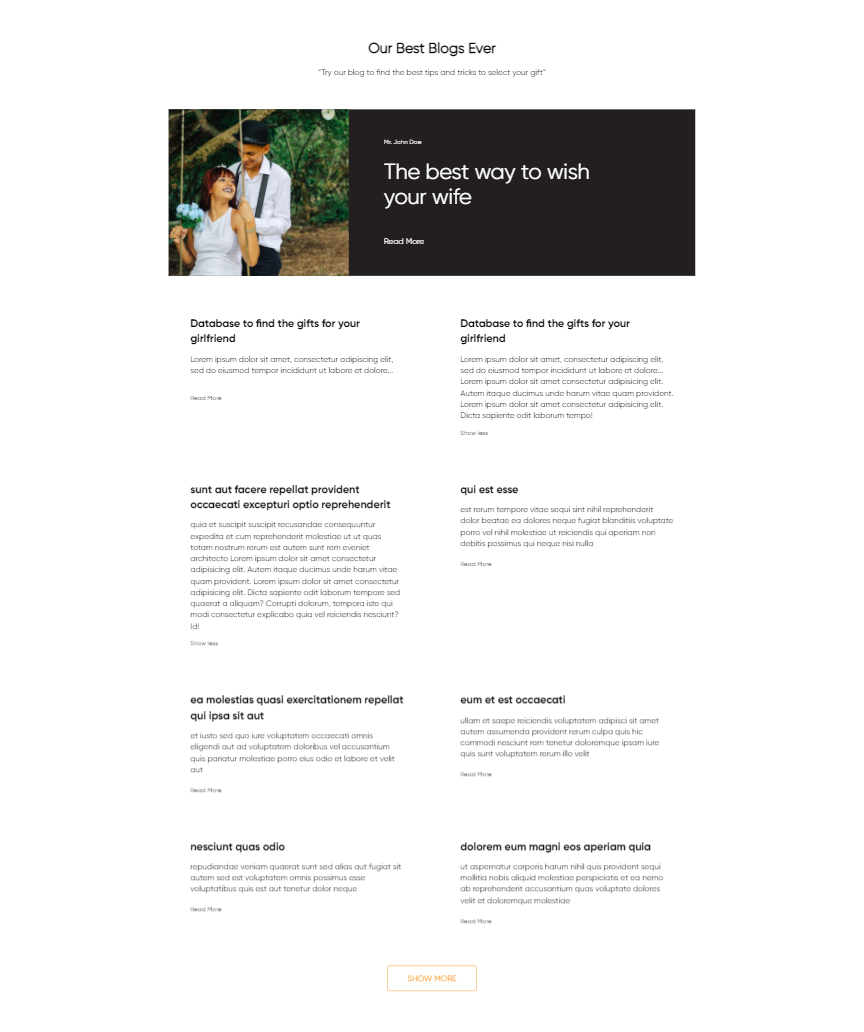 Our Best Blogs Ever
"Try our blog to find the best tips and tricks to select your gift"
Mr. John Doe
The best way to wish
your wife
Read More
Database to find the gifts for your
girlfriend
Lorem ipsum dolor sit amet, consectetur adipiscing elit,
sed do eiusmod tempor incididunt ut labore et dolore...
Read More
Database to find the gifts for your
girlfriend
Lorem ipsum dolor sit amet, consectetur adipiscing elit,
sed do eiusmod tempor incididunt ut labore et dolore...
Lorem ipsum dolor sit amet consectetur adipisicing elit.
Autem itaque ducimus unde harum vitae quam provident.
Lorem ipsum dolor sit amet consectetur adipisicing elit.
Dicta sapiente odit laborum tempo!
Show less
sunt aut facere repellat provident
occaecati excepturi optio reprehenderit
quia et suscipit suscipit recusandae consequuntur
expedita et cum reprehenderit molestiae ut ut quas
totam nostrum rerum est autem sunt rem eveniet
architecto Lorem ipsum dolor sit amet consectetur
adipisicing elit. Autem itaque ducimus unde harum vitae
quam provident. Lorem ipsum dolor sit amet consectetur
adipisicing elit. Dicta sapiente odit laborum tempore sed
quaerat a aliquam? Corrupti dolorum, tempora iste qui
modi consectetur explicabo quia vel reiciendis nesciunt?
Id!
Show less
qui est esse
est rerum tempore vitae sequi sint nihil reprehenderit
dolor beatae ea dolores neque fugiat blanditiis voluptate
porro vel nihil molestiae ut reiciendis qui aperiam non
debitis possimus qui neque nisi nulla
Read More
ea molestias quasi exercitationem repellat
qui ipsa sit aut
et iusto sed quo iure voluptatem occaecati omnis
eligendi aut ad voluptatem doloribus vel accusantium
quis pariatur molestiae porro eius odio et labore et velit
aut
Read More
eum et est occaecati
ullam et saepe reiciendis voluptatem adipisci sit amet
autem assumenda provident rerum culpa quis hic
commodi nesciunt rem tenetur doloremque ipsam iure
quis sunt voluptatem rerum illo velit
Read More
nesciunt quas odio
repudiandae veniam quaerat sunt sed alias aut fugiat sit
autem sed est voluptatem omnis possimus esse
voluptatibus quis est aut tenetur dolor neque
Read More
dolorem eum magni eos aperiam quia
ut aspernatur corporis harum nihil quis provident sequi
mollitia nobis aliquid molestiae perspiciatis et ea nemo
ab reprehenderit accusantium quas voluptate dolores
velit et doloremque molestiae
Read More
SHOW MORE